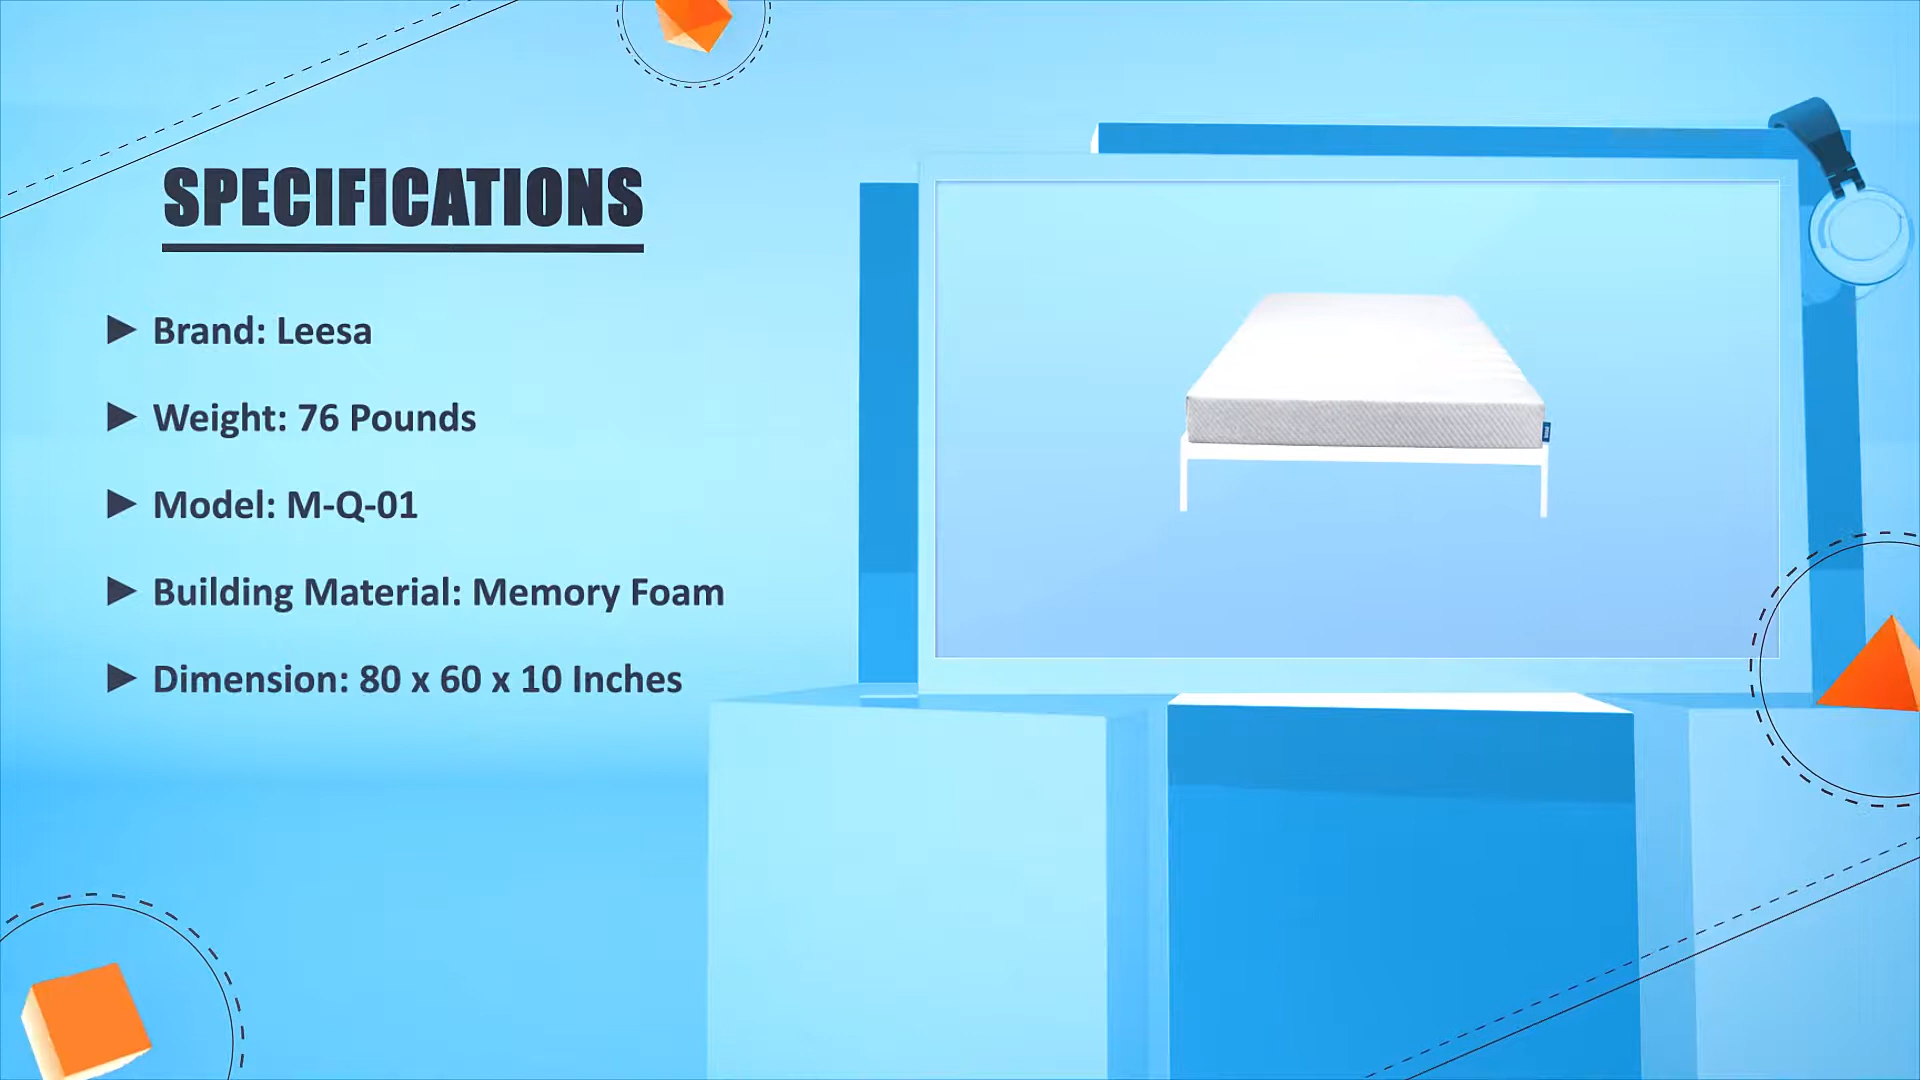 SPECIFICATIONS
Brand: Leesa
Weight: 76 Pounds
Model: M-Q-01
Building Material: Memory Foam
Dimension: 80 x 60 x 10 Inches